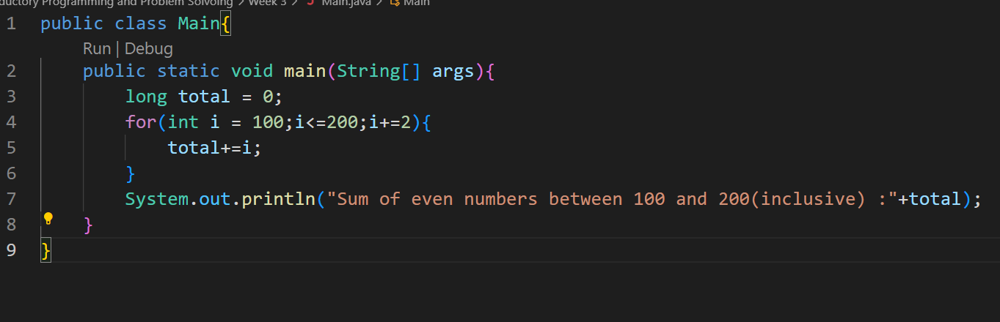 ductory Programming and Problem Solvoing > Week 3 > Main.java > Main
1 public class Main{
Run | Debug
2 public static void main(String[] args){
3 long total = 0;
4 for(int i = 100;i<=200;i+=2){
5 total+=i;
6 }
7 System.out.println("Sum of even numbers between 100 and 200(inclusive) :"+total);
8 }
9 }